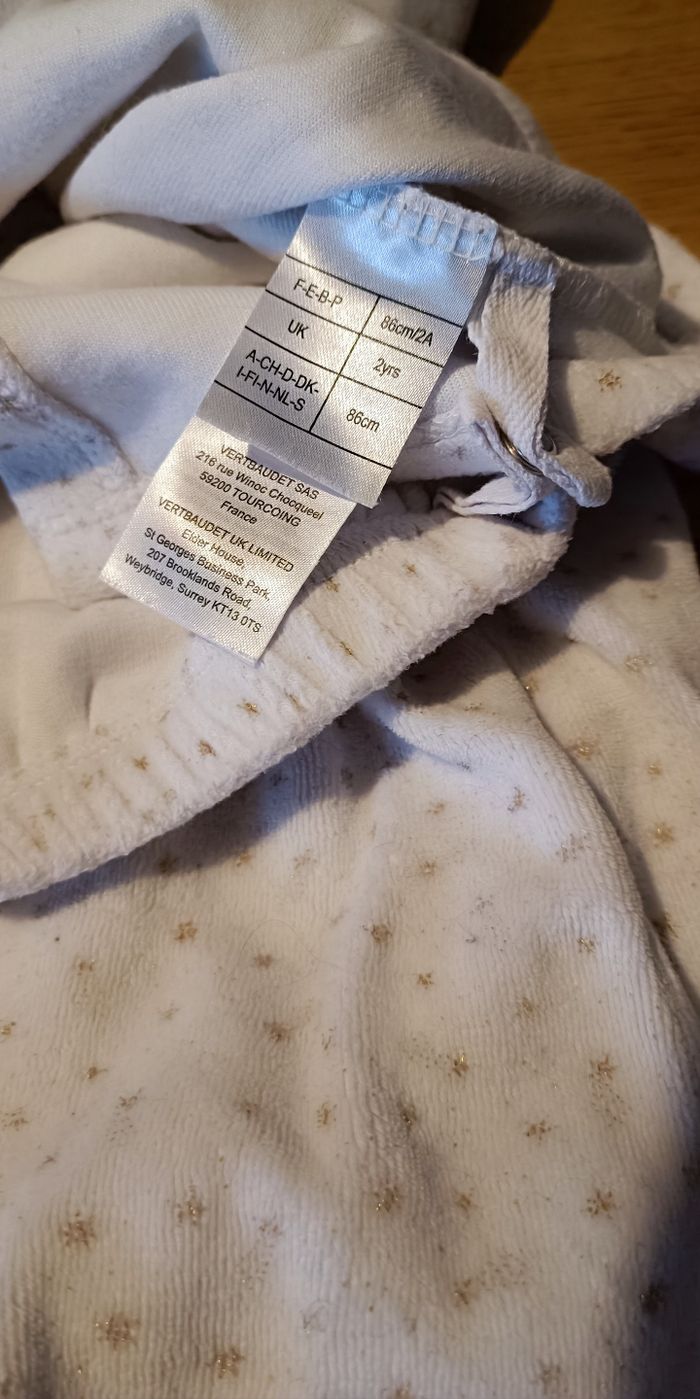 F-E-B-P 86cm/2A
UK 2yrs
A-CH-D-DK-
I-FI-N-NL-S 86cm
VERTBAUDET SAS
216 rue Winoc Chocqueel
59200 TOURCOING
France
VERTBAUDET UK LIMITED
Elder House,
St Georges Business Park,
207 Brooklands Road,
Weybridge, Surrey KT13 0TS